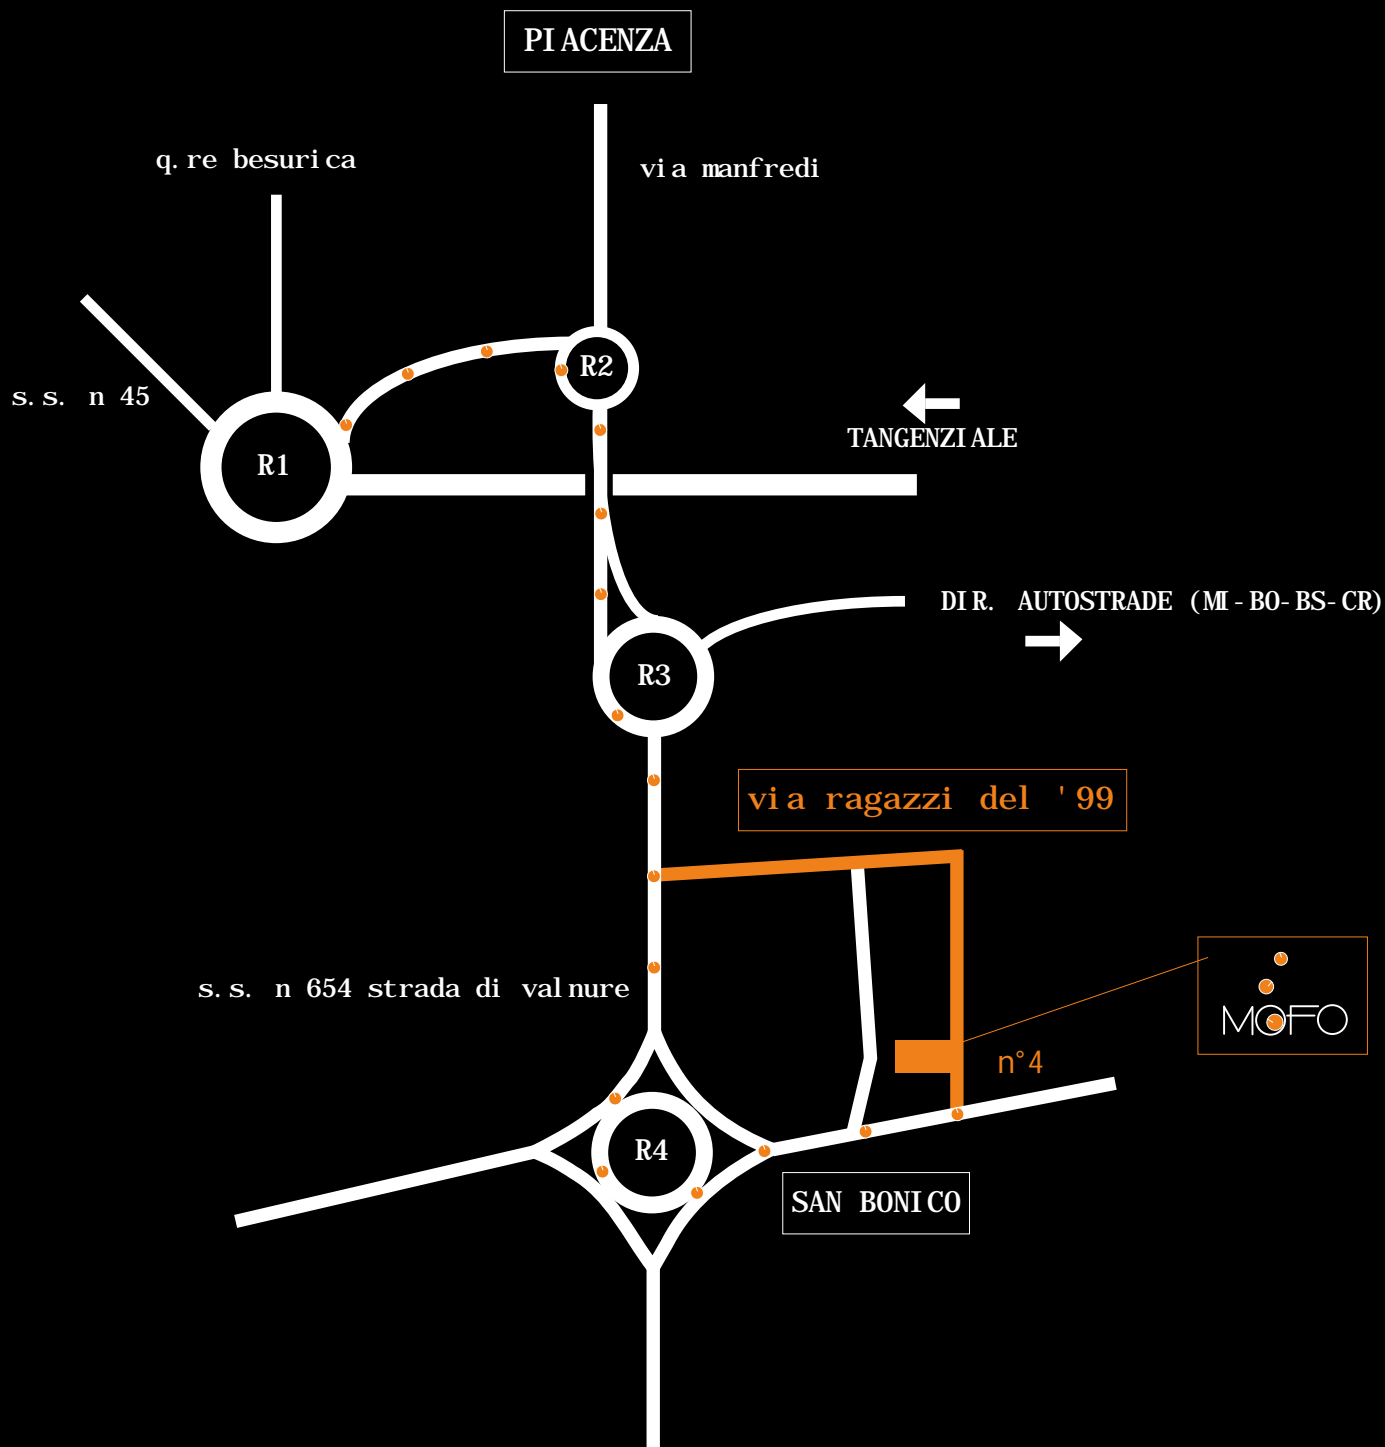 PIACENZA
q.re besurica
via manfredi
R2
s.s. n 45
TANGENZIALE
R1
DIR. AUTOSTRADE (MI-BO-BS-CR)
R3
via ragazzi del '99
s.s. n 654 strada di valnure
MOFO
n°4
R4
SAN BONICO